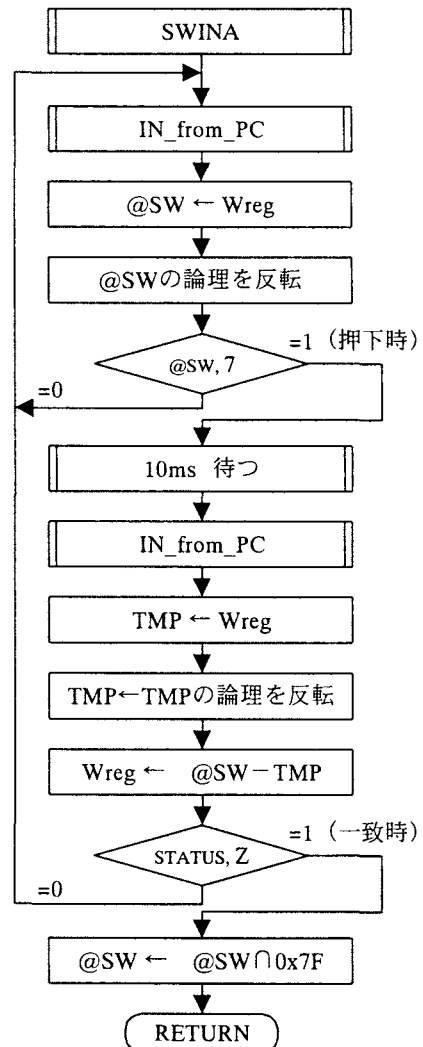 SWINA
IN_from_PC
@SW ← Wreg
@SWの論理を反転
=1（押下時）
@SW, 7
=0
10ms 待つ
IN_from_PC
TMP ← Wreg
TMP←TMPの論理を反転
Wreg ← @SW－TMP
=1（一致時）
STATUS, Z
=0
@SW ← @SW∩0x7F
RETURN